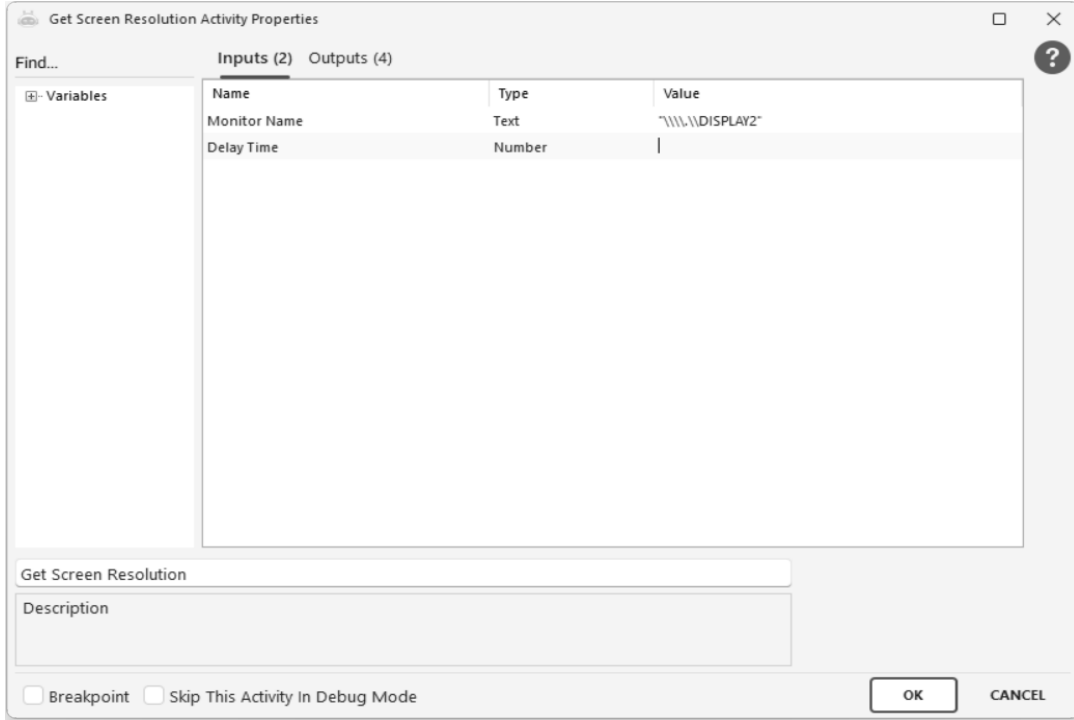 Get Screen Resolution Activity Properties
Find...
Inputs (2) Outputs (4)
?
Variables
Name Type Value
Monitor Name Text "\\\\.\\DISPLAY2"
Delay Time Number
Get Screen Resolution
Description
Breakpoint Skip This Activity In Debug Mode OK CANCEL